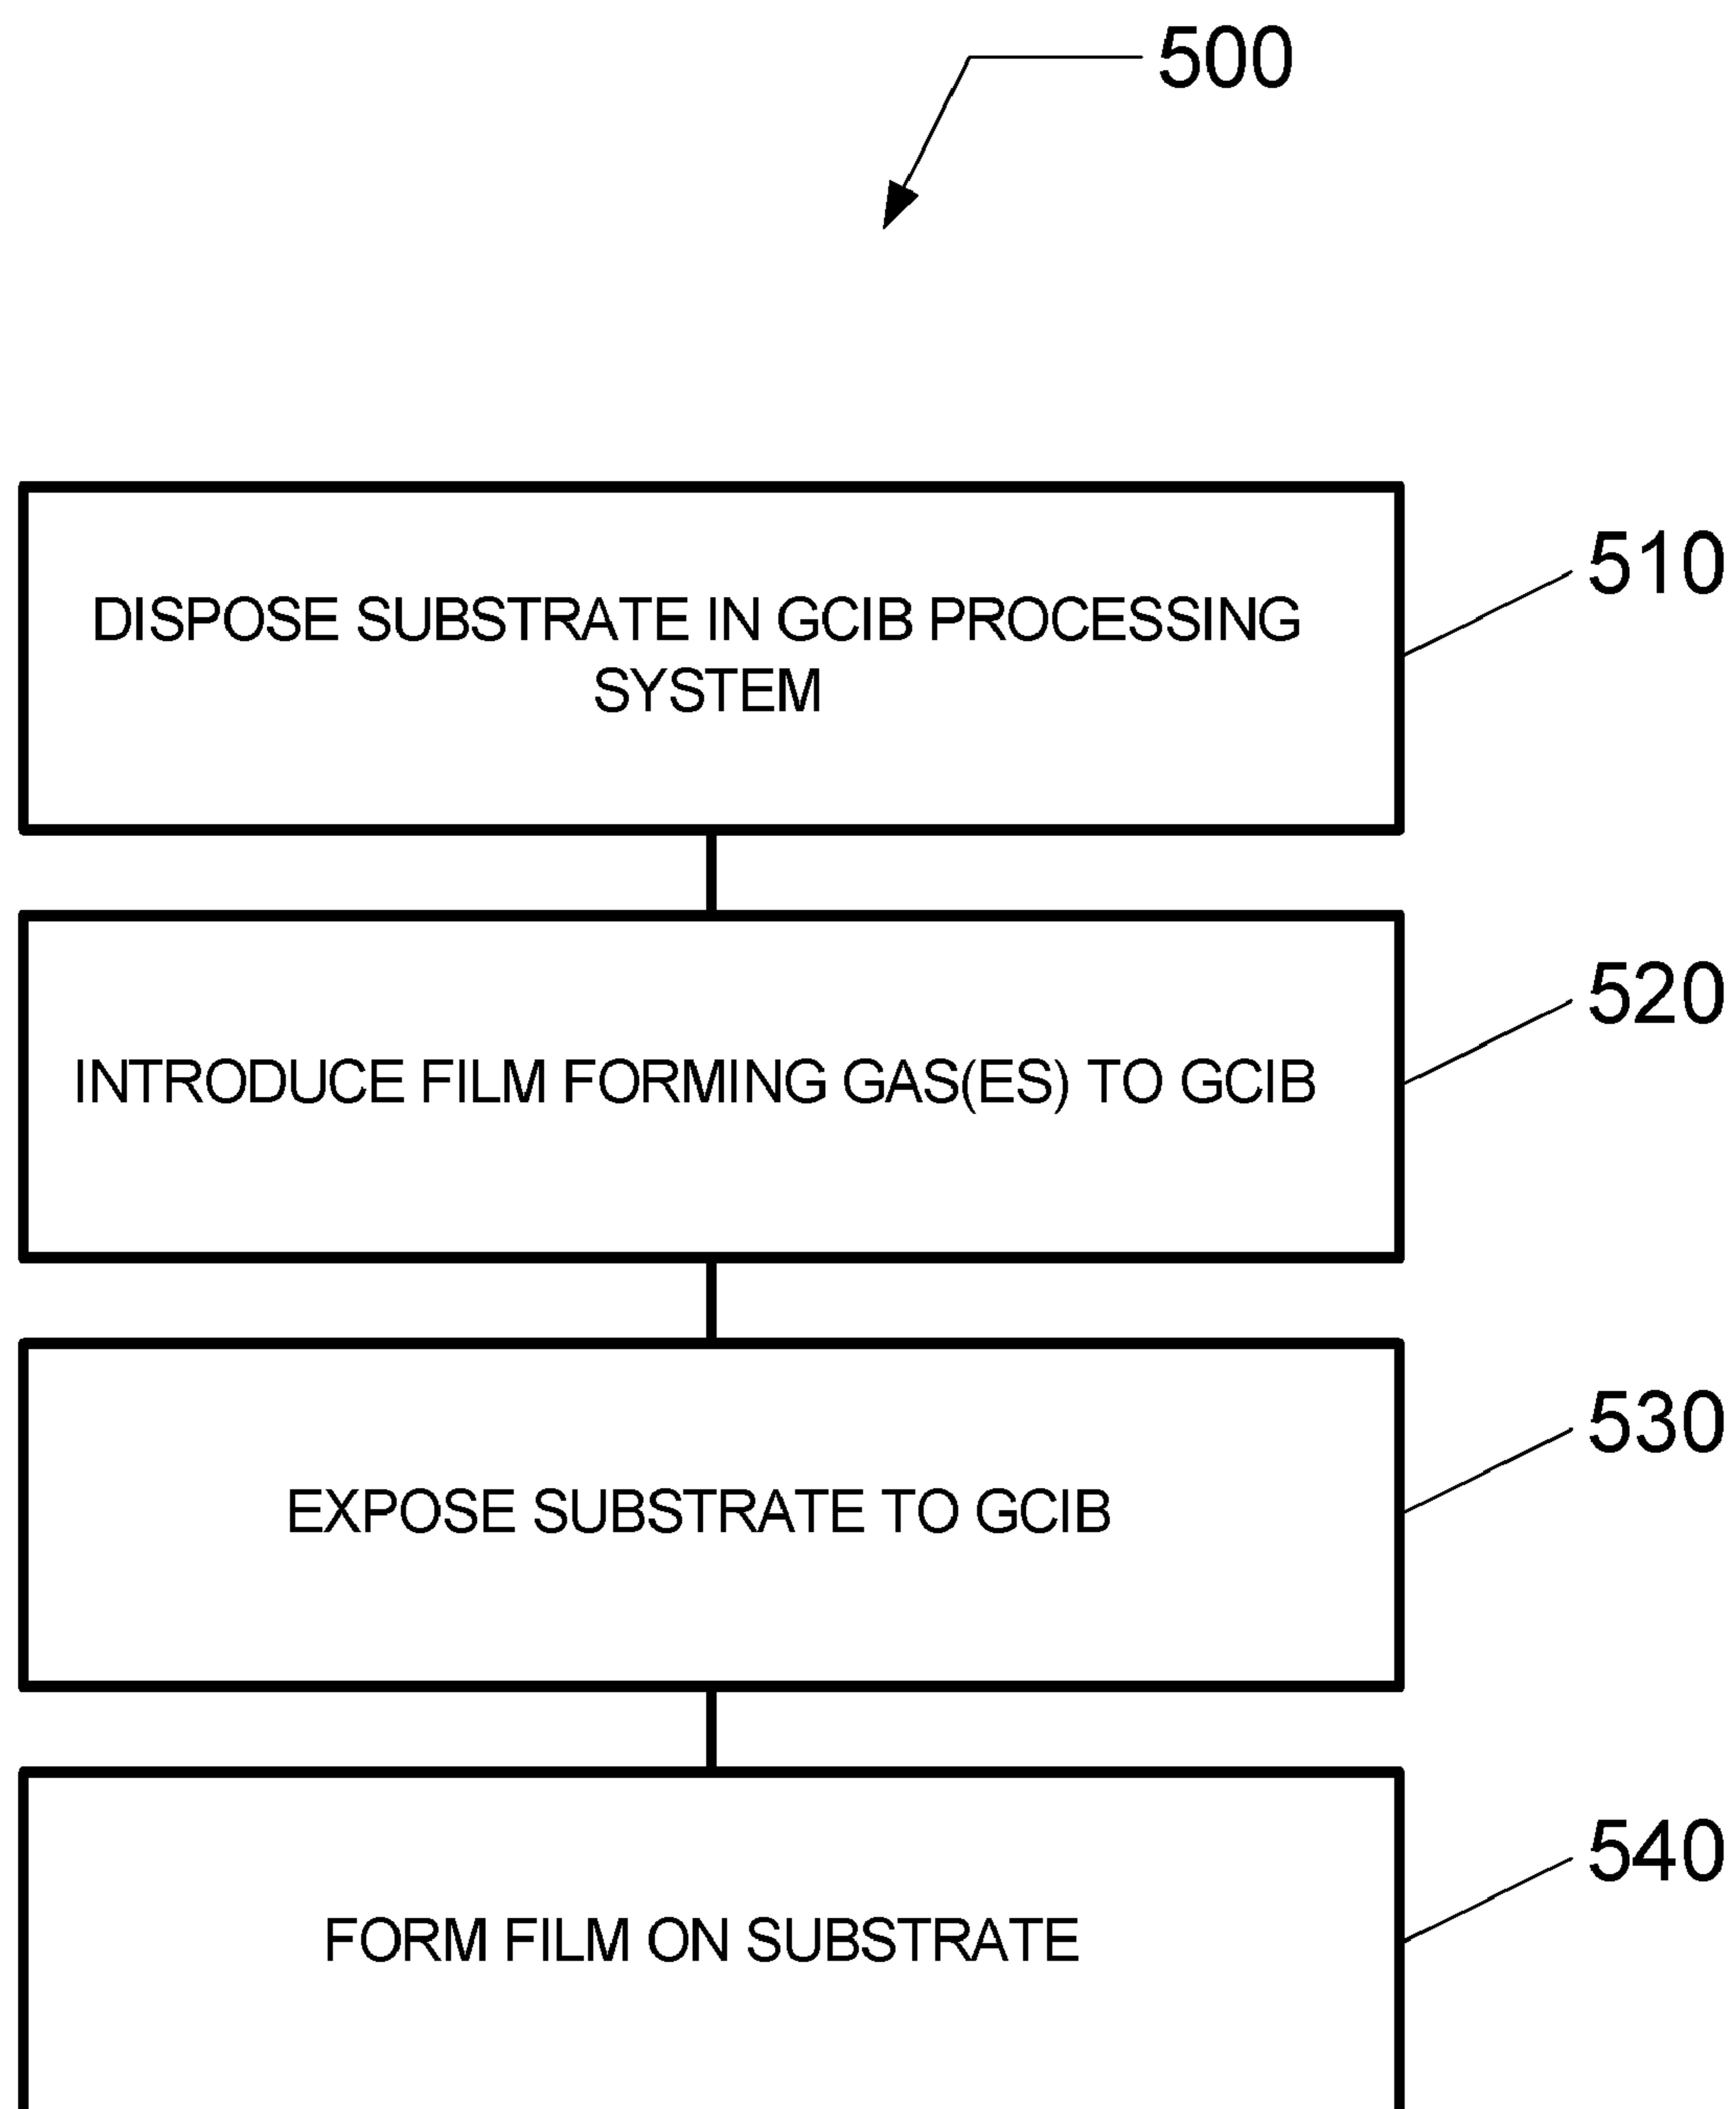 500
DISPOSE SUBSTRATE IN GCIB PROCESSING
SYSTEM
510
INTRODUCE FILM FORMING GAS(ES) TO GCIB
520
EXPOSE SUBSTRATE TO GCIB
530
FORM FILM ON SUBSTRATE
540